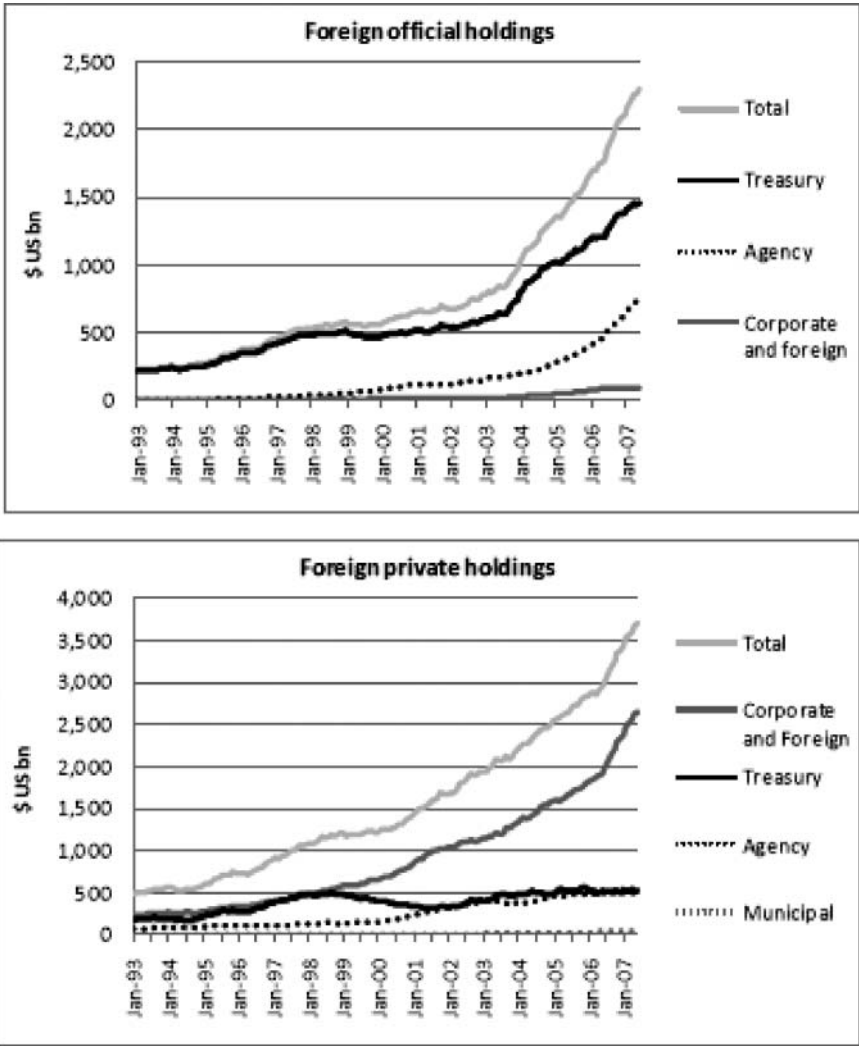 Foreign official holdings
2,500
2,000
1,500
1,000
500
0
$ US bn
Jan-93
Jan-94
Jan-95
Jan-96
Jan-97
Jan-98
Jan-99
Jan-00
Jan-01
Jan-02
Jan-03
Jan-04
Jan-05
Jan-06
Jan-07
Total
Treasury
Agency
Corporate
and foreign
Foreign private holdings
4,000
3,500
3,000
2,500
2,000
1,500
1,000
500
0
$ US bn
Jan-93
Jan-94
Jan-95
Jan-96
Jan-97
Jan-98
Jan-99
Jan-00
Jan-01
Jan-02
Jan-03
Jan-04
Jan-05
Jan-06
Jan-07
Total
Corporate
and Foreign
Treasury
Agency
Municipal